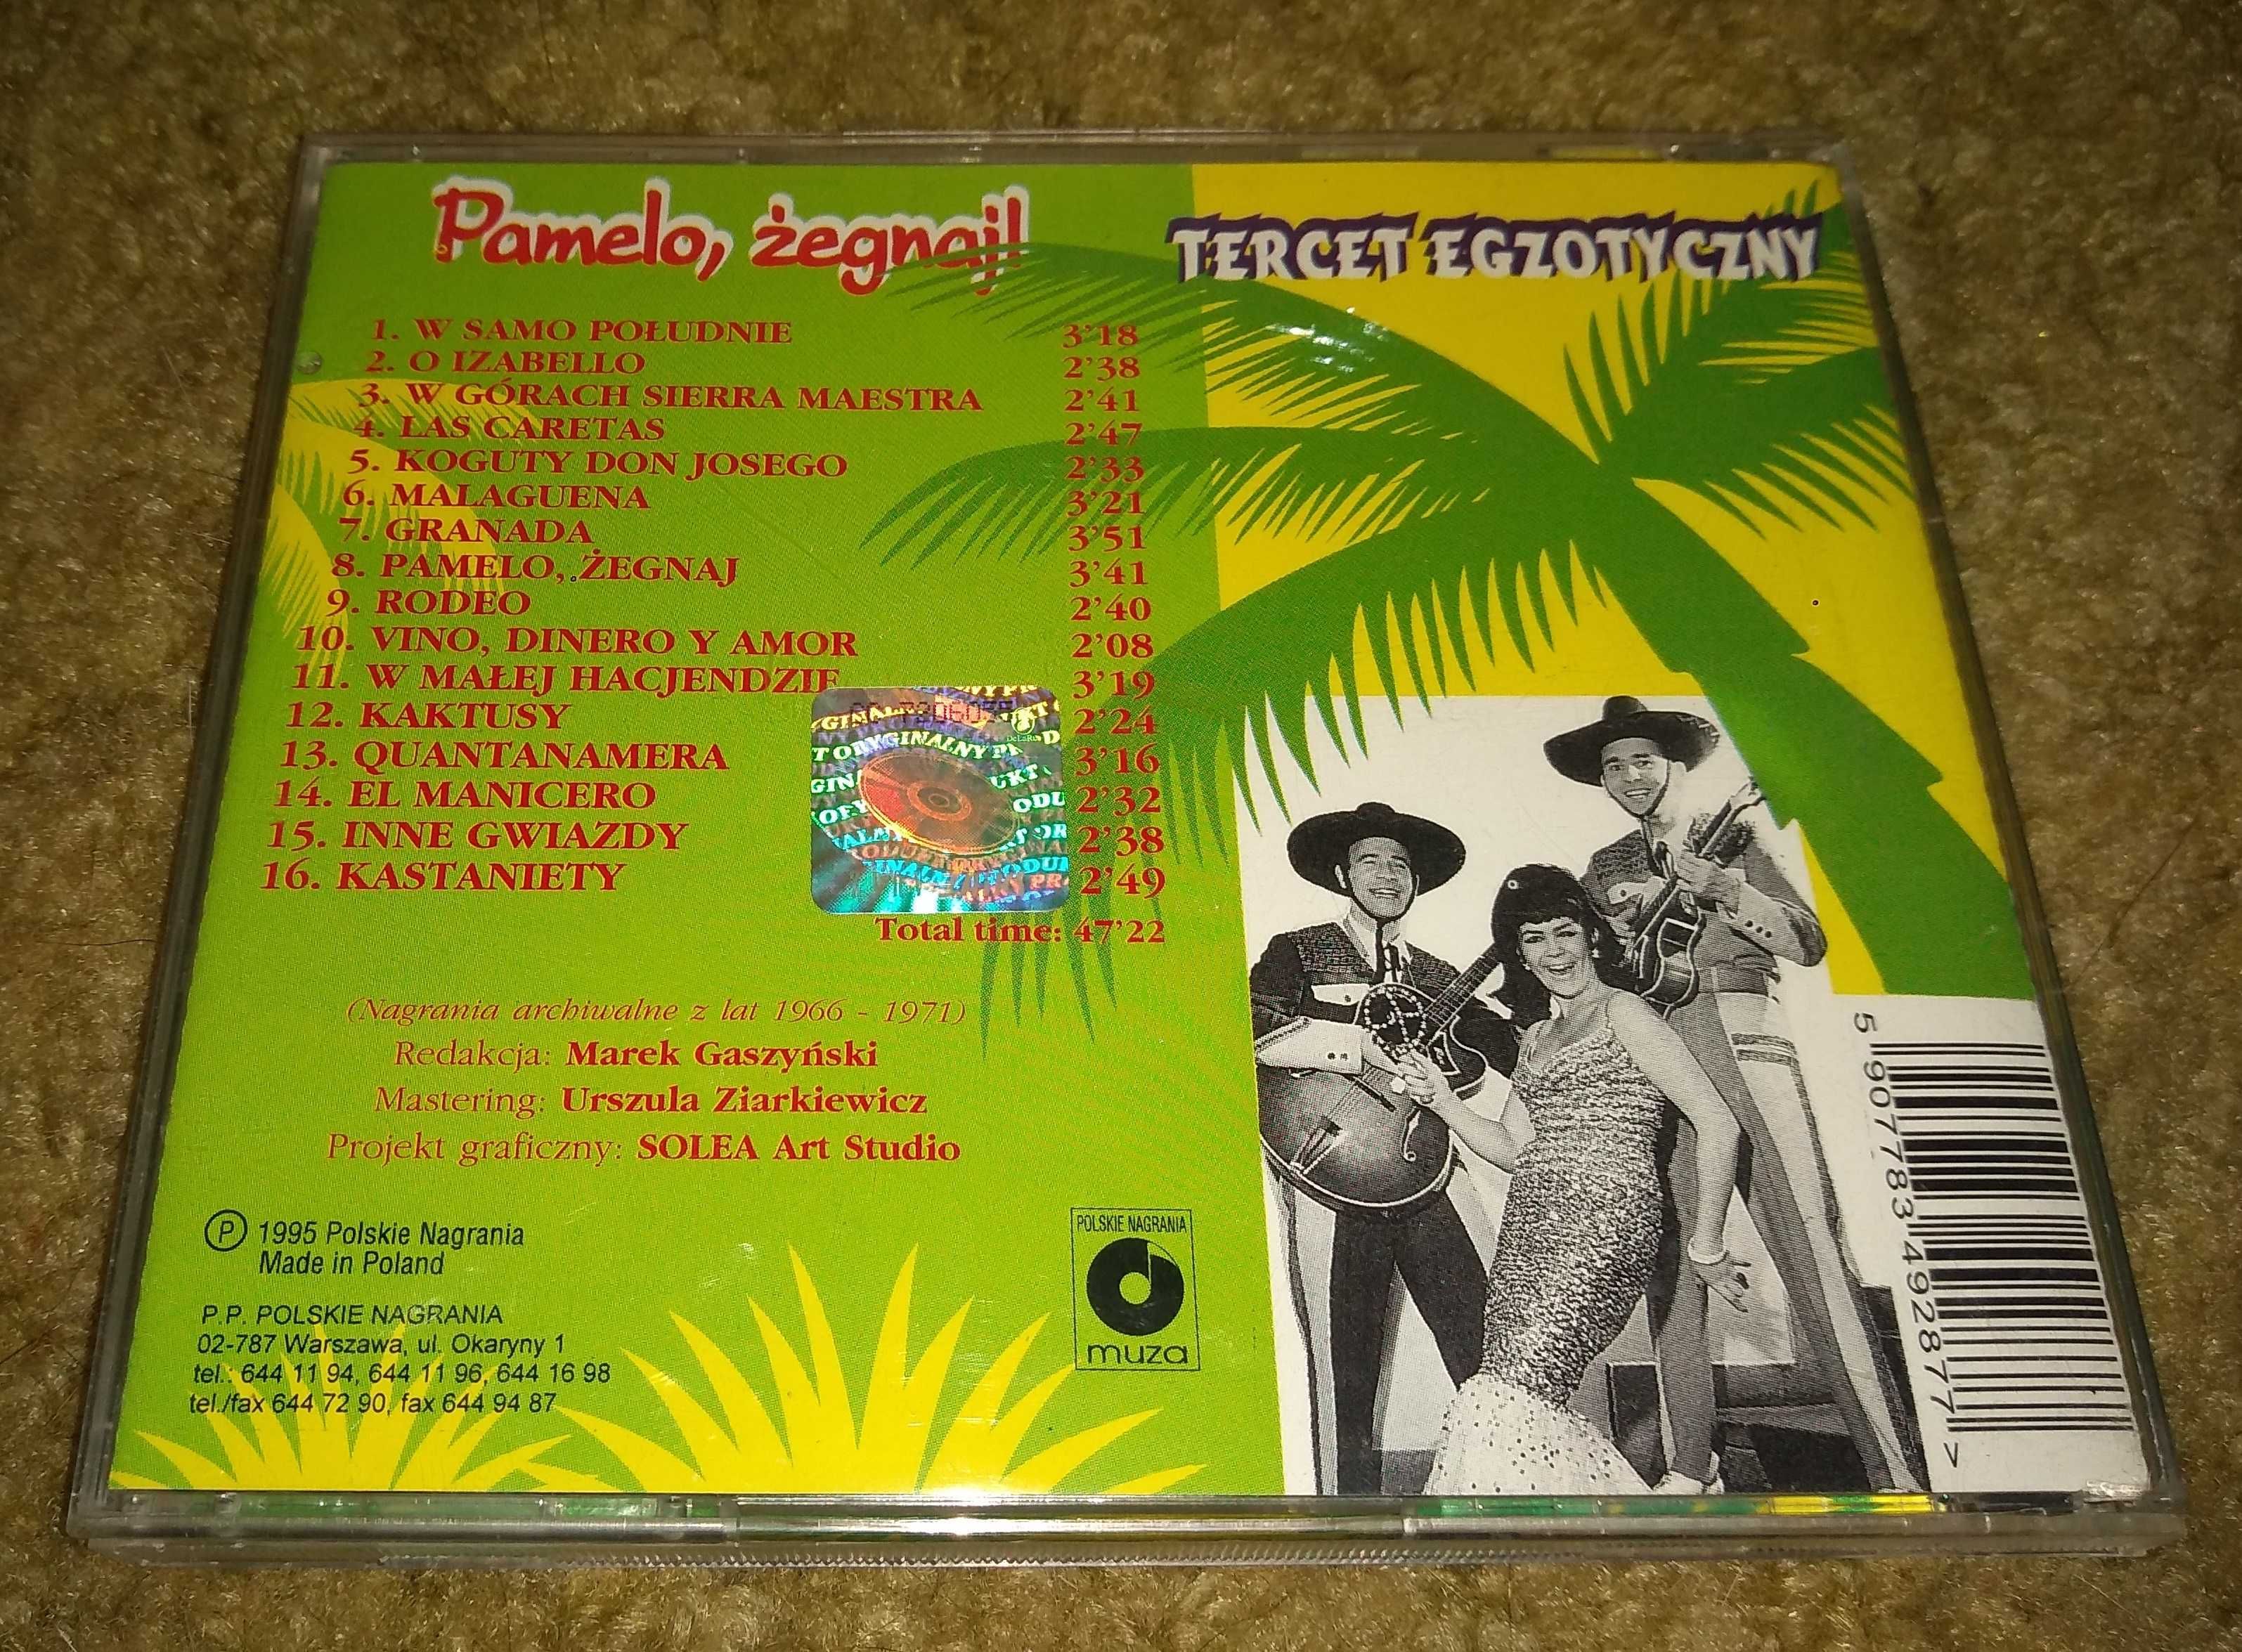 Pamelo, żegnaj!
TERCET EGZOTYCZNY
1. W SAMO POŁUDNIE 3'18
2. O IZABELLO 2'38
3. W GÓRACH SIERRA MAESTRA 2'41
4. LAS CARETAS 2'47
5. KOGUTY DON JOSEGO 2'33
6. MALAGUENA 3'21
7. GRANADA 3'51
8. PAMELO, ŻEGNAJ 3'41
9. RODEO 2'40
10. VINO, DINERO Y AMOR 2'08
11. W MAŁEJ HACJENDZIE 3'19
12. KAKTUSY 2'24
13. QUANTANAMERA 3'16
14. EL MANICERO 2'32
15. INNE GWIAZDY 2'38
16. KASTANIETY 2'49
Total time: 47'22
ORYGINALNY PRODUKT
(Nagrania archiwalne z lat 1966 - 1971)
Redakcja: Marek Gaszyński
Mastering: Urszula Ziarkiewicz
Projekt graficzny: SOLEA Art Studio
Ⓟ 1995 Polskie Nagrania
Made in Poland
P.P. POLSKIE NAGRANIA
02-787 Warszawa, ul. Okaryny 1
tel.: 644 11 94, 644 11 96, 644 16 98
tel./fax 644 72 90, fax 644 94 87
POLSKIE NAGRANIA
muza
5 907783 492877 >